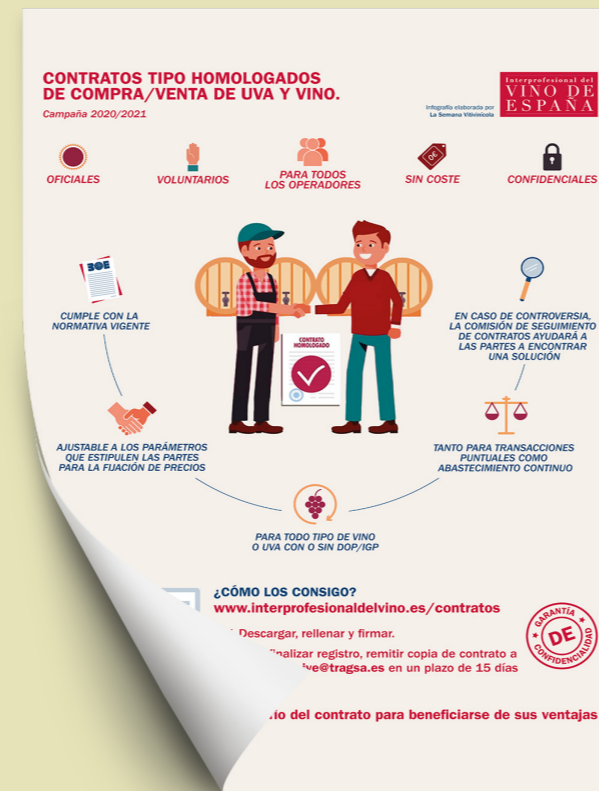 CONTRATOS TIPO HOMOLOGADOS
DE COMPRA/VENTA DE UVA Y VINO.
Campaña 2020/2021
Infografía elaborada por
La Semana Vitivinícola
Interprofesional del
VINO DE
ESPAÑA
OFICIALES
VOLUNTARIOS
PARA TODOS
LOS OPERADORES
0€
SIN COSTE
CONFIDENCIALES
BOE
CUMPLE CON LA
NORMATIVA VIGENTE
CONTRATO
HOMOLOGADO
EN CASO DE CONTROVERSIA,
LA COMISIÓN DE SEGUIMIENTO
DE CONTRATOS AYUDARÁ A
LAS PARTES A ENCONTRAR
UNA SOLUCIÓN
AJUSTABLE A LOS PARÁMETROS
QUE ESTIPULEN LAS PARTES
PARA LA FIJACIÓN DE PRECIOS
TANTO PARA TRANSACCIONES
PUNTUALES COMO
ABASTECIMIENTO CONTINUO
PARA TODO TIPO DE VINO
O UVA CON O SIN DOP/IGP
¿CÓMO LOS CONSIGO?
www.interprofesionaldelvino.es/contratos
Descargar, rellenar y firmar.
registro, remitir copia de contrato a
ve@tragsa.es en un plazo de 15 días
GARANTÍA
DE
CONFIDENCIALIDAD
del contrato para beneficiarse de sus ventajas